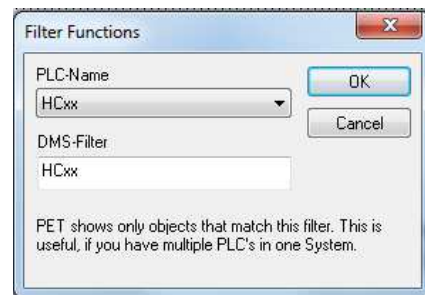 Filter Functions
PLC-Name
OK
HCxx
Cancel
DMS-Filter
HCxx
PET shows only objects that match this filter. This is
useful, if you have multiple PLC's in one System.